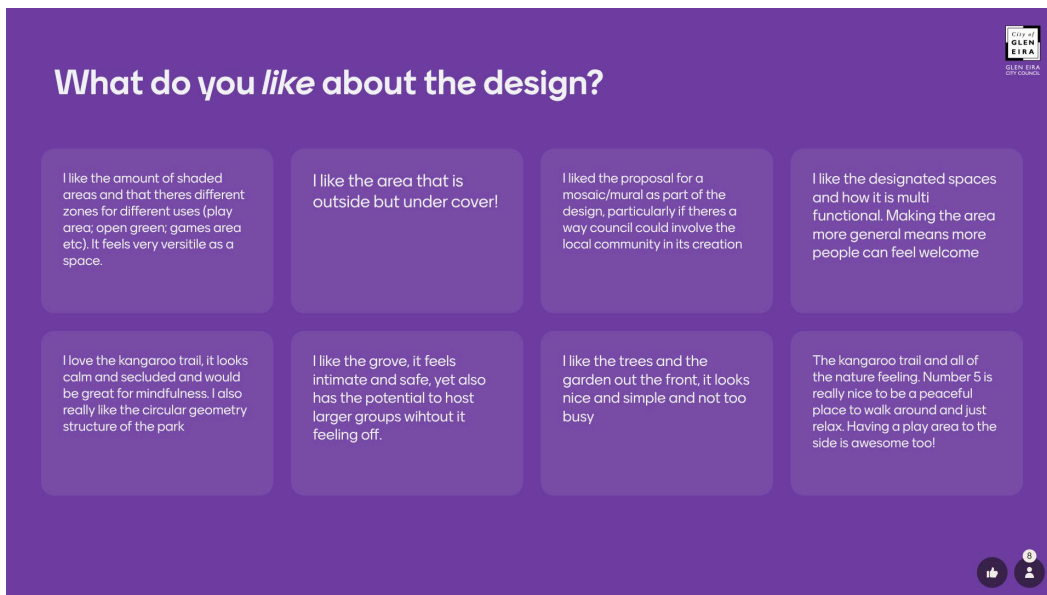 City of
GLEN
EIRA
GLEN EIRA
CITY COUNCIL
What do you like about the design?
I like the amount of shaded
areas and that theres different
zones for different uses (play
area; open green; games area
etc). It feels very versitile as a
space.
I like the area that is
outside but under cover!
I liked the proposal for a
mosaic/mural as part of the
design, particularly if theres a
way council could involve the
local community in its creation
I like the designated spaces
and how it is multi
functional. Making the area
more general means more
people can feel welcome
I love the kangaroo trail, it looks
calm and secluded and would
be great for mindfulness. I also
really like the circular geometry
structure of the park
I like the grove, it feels
intimate and safe, yet also
has the potential to host
larger groups wihtout it
feeling off.
I like the trees and the
garden out the front, it looks
nice and simple and not too
busy
The kangaroo trail and all of
the nature feeling. Number 5 is
really nice to be a peaceful
place to walk around and just
relax. Having a play area to the
side is awesome too!
8